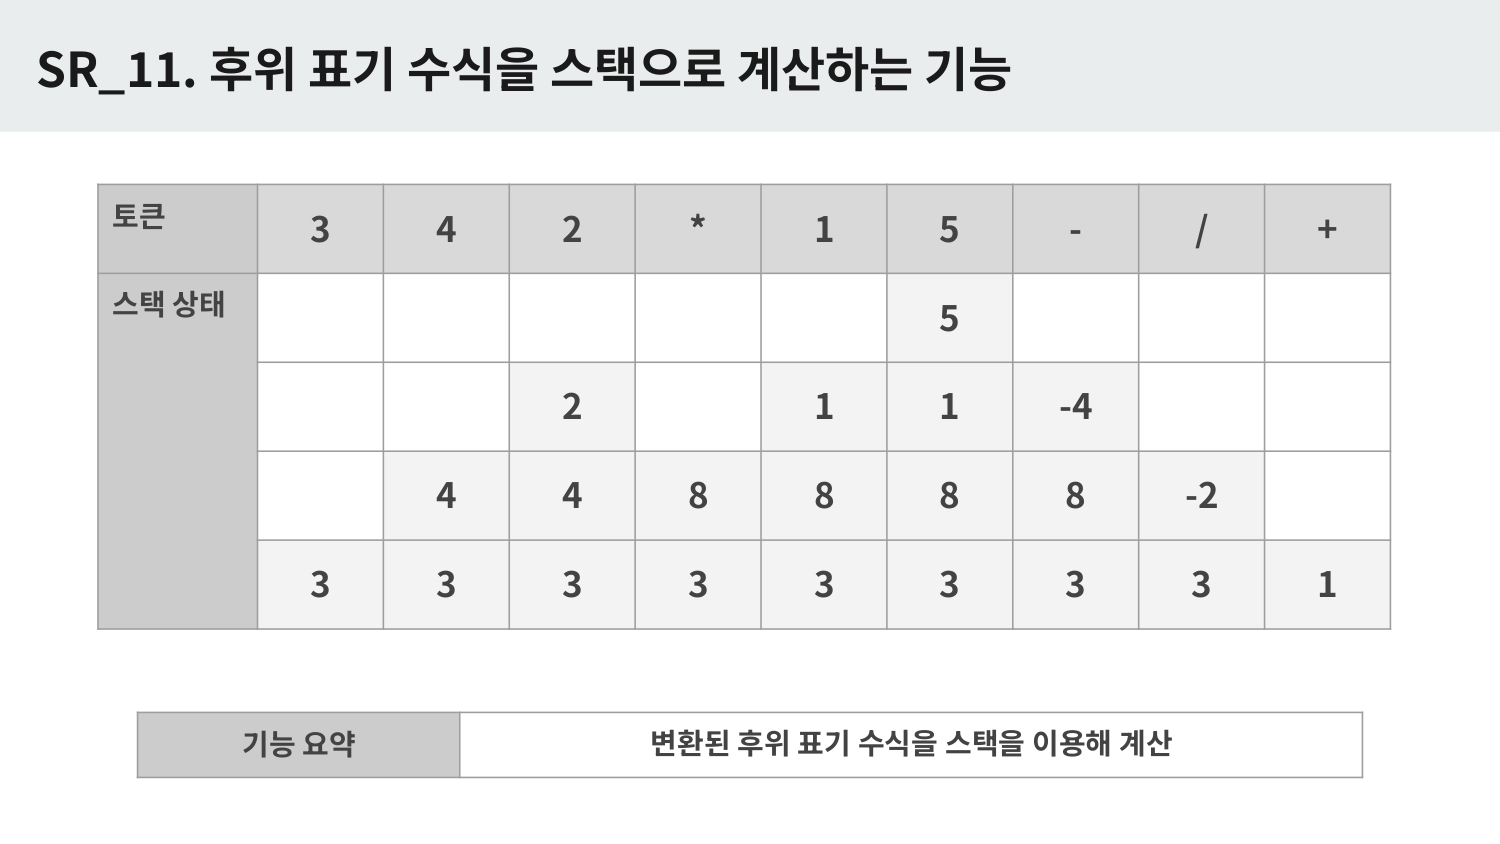 SR_11. 후위 표기 수식을 스택으로 계산하는 기능
토큰 3 4 2 * 1 5 - / +
스택 상태 5
2 1 1 -4
4 4 8 8 8 8 -2
3 3 3 3 3 3 3 3 1
기능 요약 변환된 후위 표기 수식을 스택을 이용해 계산